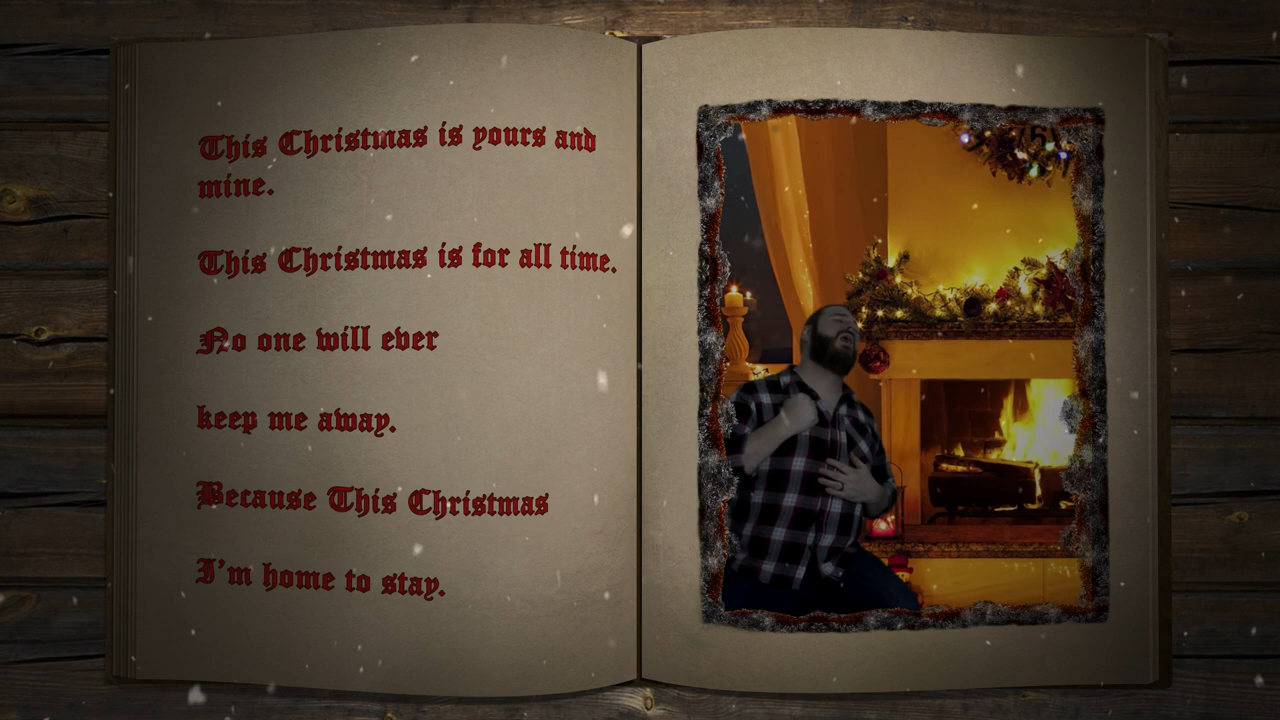 This Christmas is yours and
mine.
This Christmas is for all time.
No one will ever
keep me away.
Because This Christmas
I'm home to stay.